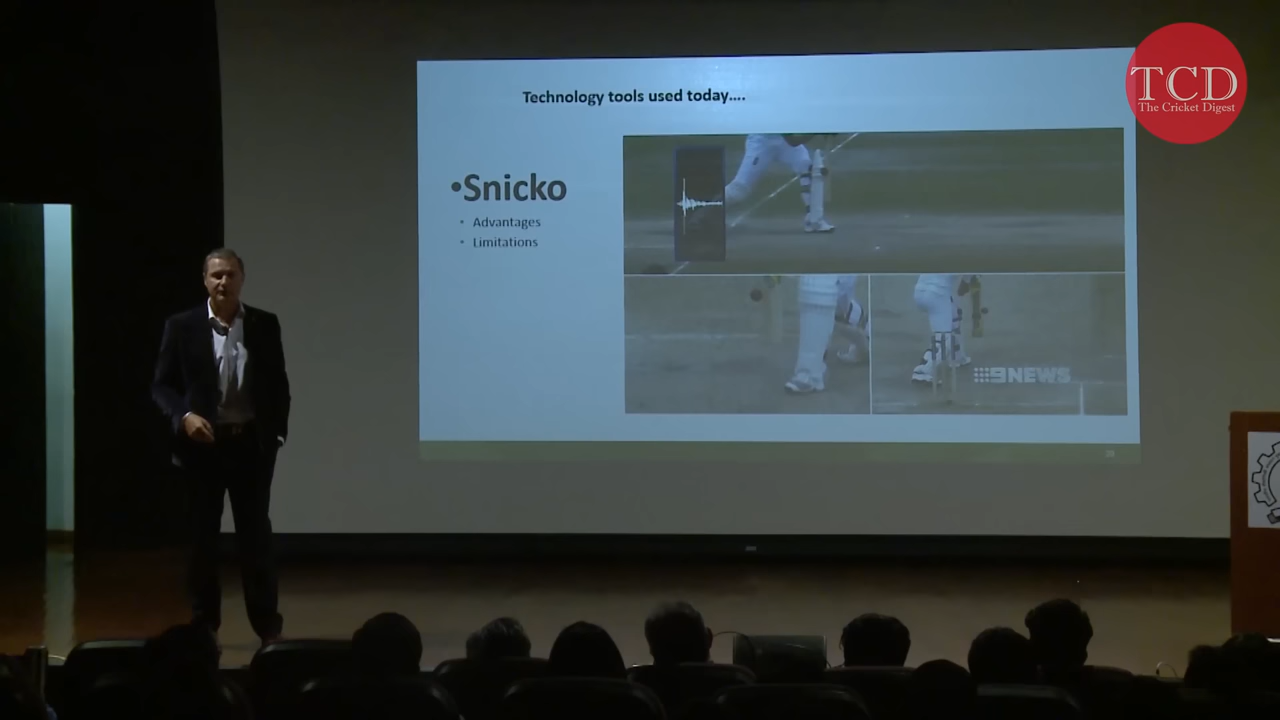 TCD
The Cricket Digest
Technology tools used today....
•Snicko
• Advantages
• Limitations
9NEWS